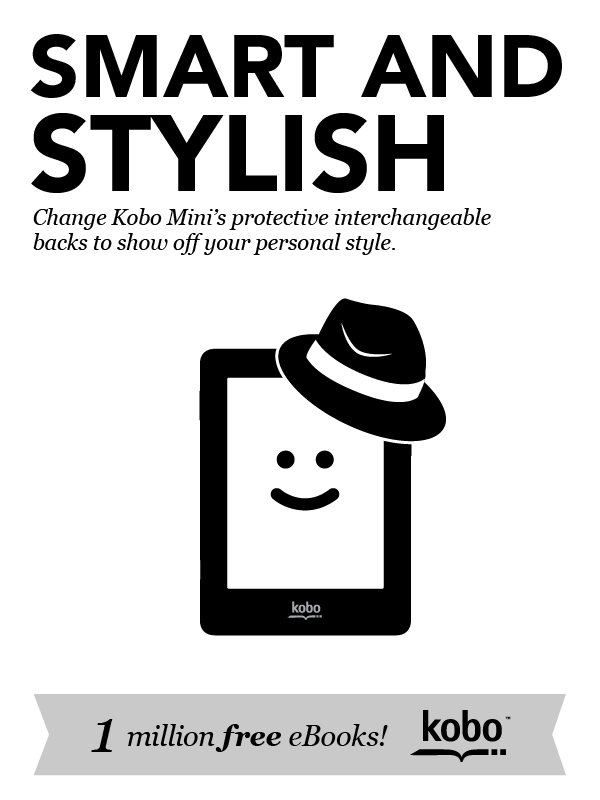 SMART AND
STYLISH
Change Kobo Mini’s protective interchangeable
backs to show off your personal style.
kobo
1 million free eBooks! kobo™